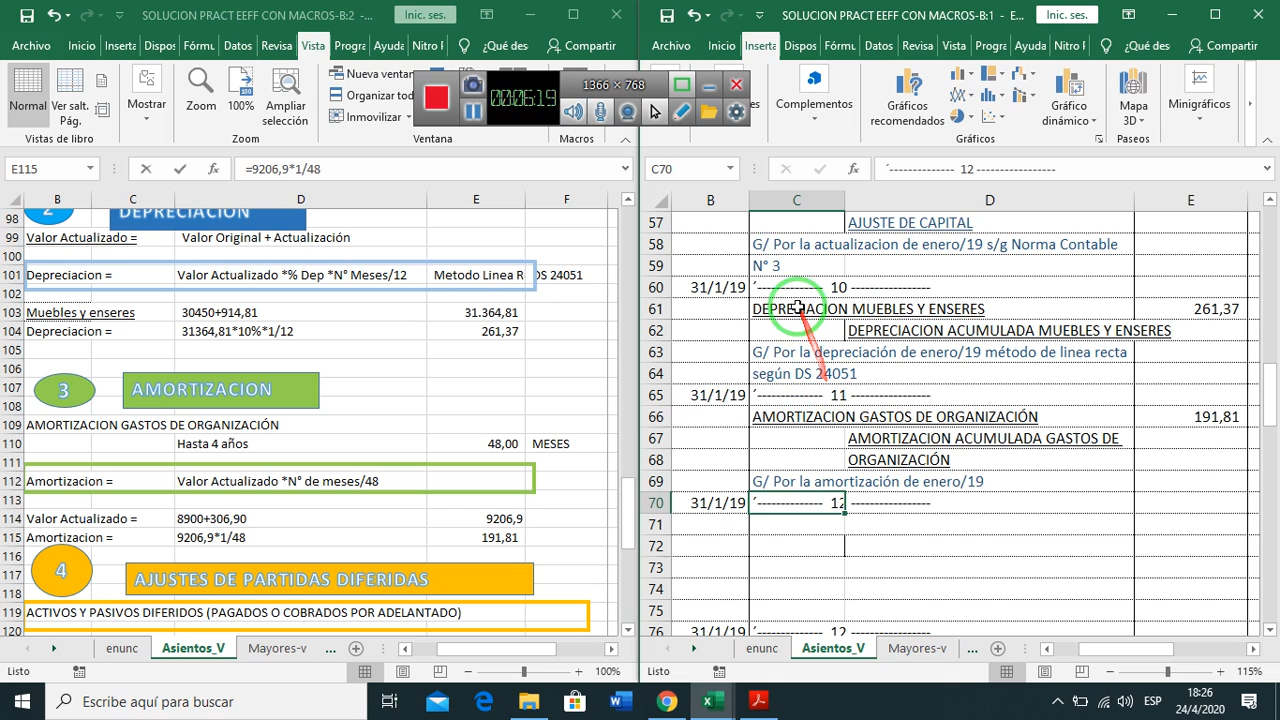 SOLUCION PRACT EEFF CON MACROS-B:2 - ...
Inic. ses.
Archivo Inicio Inserta Dispos Fórmu Datos Revisa Vista Progra Ayuda Nitro P ¿Qué des Compartir
Normal
Ver salt. Pág.
Mostrar
Zoom
100%
Ampliar selección
Nueva ventan
Organizar tod
Inmovilizar
Vistas de libro
Zoom
Ventana
Macros
00:06:19
1366 × 768
E115
=9206,9*1/48
B C D E F
98 2 DEPRECIACION
99 Valor Actualizado = Valor Original + Actualización
100
101 Depreciacion = Valor Actualizado *% Dep *N° Meses/12 Metodo Linea R DS 24051
102
103 Muebles y enseres 30450+914,81 31.364,81
104 Depreciacion: 31364,81*10%*1/12 261,37
105
106
107 3 AMORTIZACION
108
109 AMORTIZACION GASTOS DE ORGANIZACIÓN
110 Hasta 4 años 48,00 MESES
111
112 Amortizacion = Valor Actualizado *N° de meses/48
113
114 Valor Actualizado = 8900+306,90 9206,9
115 Amortizacion = 9206,9*1/48 191,81
116
117 4 AJUSTES DE PARTIDAS DIFERIDAS
118
119 ACTIVOS Y PASIVOS DIFERIDOS (PAGADOS O COBRADOS POR ADELANTADO)
120
enunc Asientos_V Mayores-v ...
Listo
100%
SOLUCION PRACT EEFF CON MACROS-B:1 - E...
Inic. ses.
Archivo Inicio Inserta Dispos Fórmu Datos Revisa Vista Progra Ayuda Nitro P ¿Qué des Compartir
Complementos
Gráficos recomendados
Gráfico dinámico
Mapa 3D
Minigráficos
Gráficos
Paseos
C70
´-------------- 12 -----------------
B C D E
57 AJUSTE DE CAPITAL
58 G/ Por la actualizacion de enero/19 s/g Norma Contable
59 N° 3
60 31/1/19 ´-------------- 10 -----------------
61 DEPRECIACION MUEBLES Y ENSERES 261,37
62 DEPRECIACION ACUMULADA MUEBLES Y ENSERES
63 G/ Por la depreciación de enero/19 método de linea recta
64 según DS 24051
65 31/1/19 ´-------------- 11 -----------------
66 AMORTIZACION GASTOS DE ORGANIZACIÓN 191,81
67 AMORTIZACION ACUMULADA GASTOS DE
68 ORGANIZACIÓN
69 G/ Por la amortización de enero/19
70 31/1/19 ´-------------- 12 -----------------
71
72
73
74
75
76 31/1/19 ´-------------- 12 -----------------
enunc Asientos_V Mayores-v ...
Listo
115%
Escribe aquí para buscar
ESP
18:26
24/4/2020